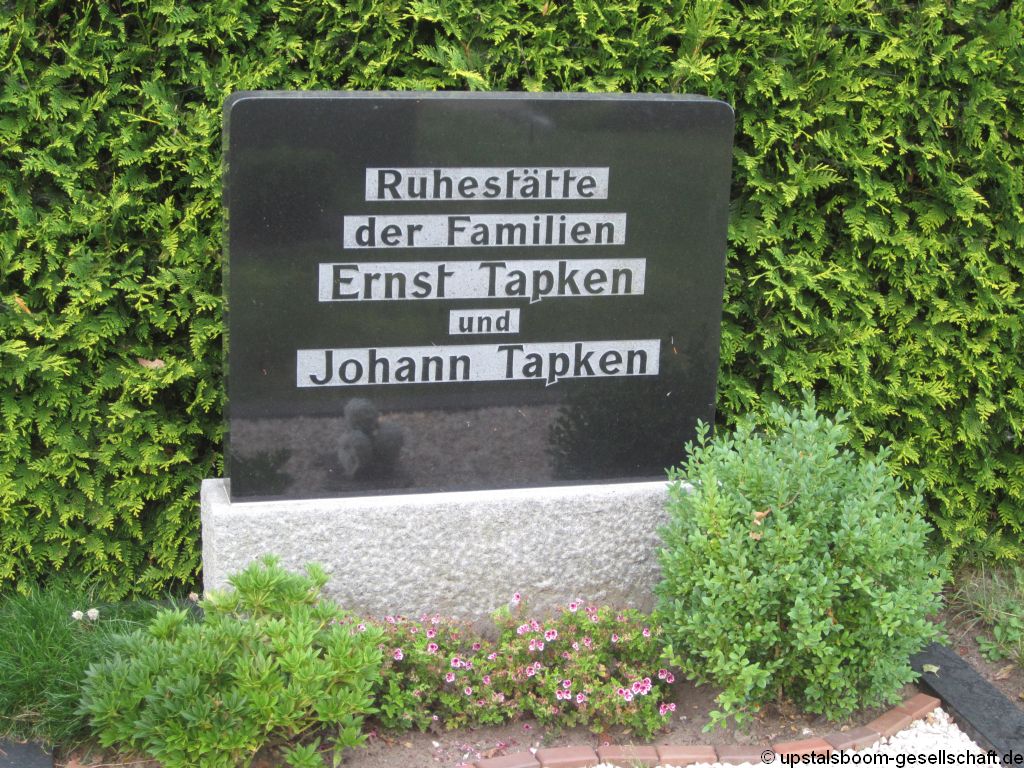 Ruhestätte
der Familien
Ernst Tapken
und
Johann Tapken
© upstalsboom-gesellschaft.de